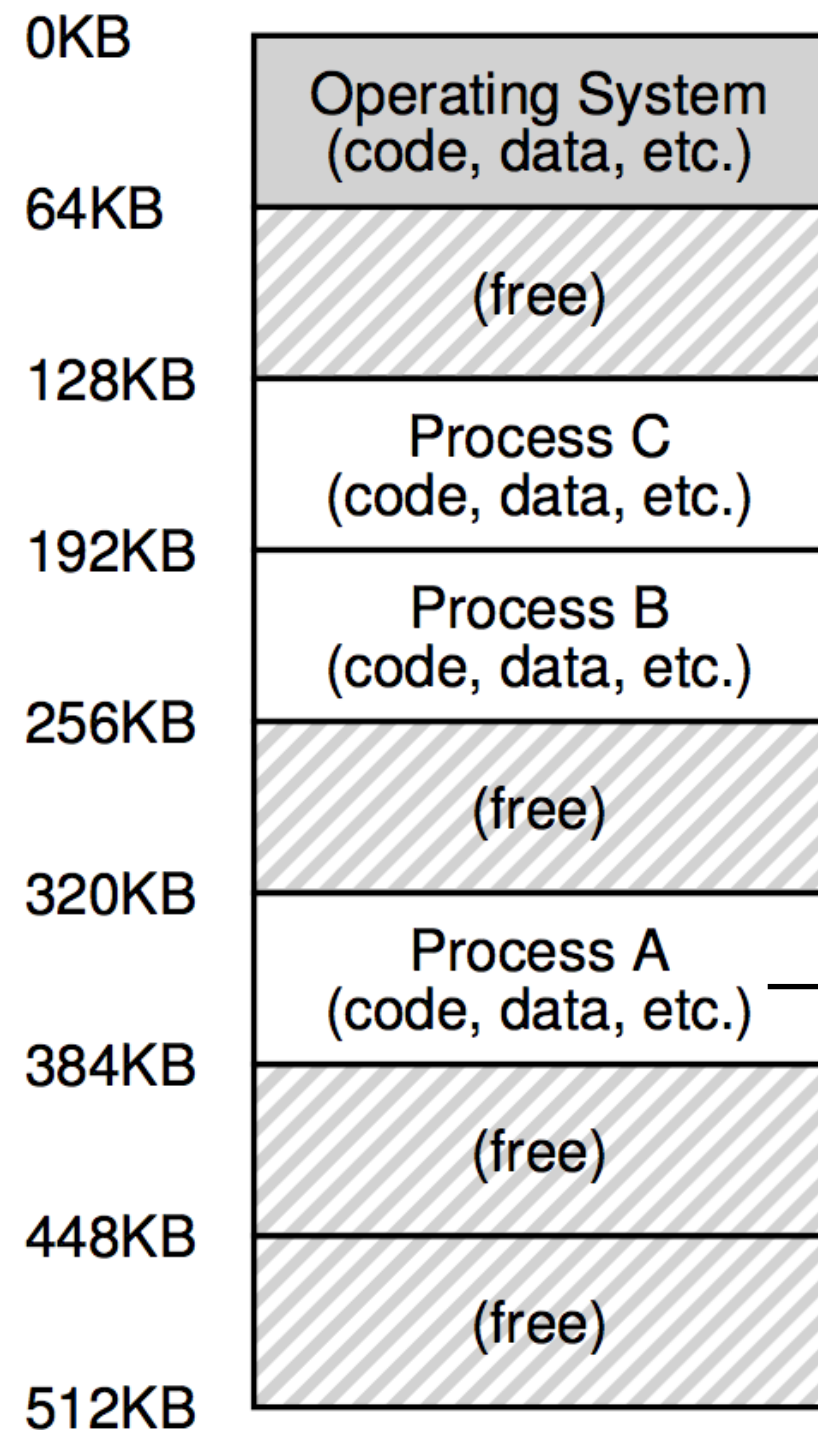 0KB
Operating System
(code, data, etc.)
64KB
(free)
128KB
Process C
(code, data, etc.)
192KB
Process B
(code, data, etc.)
256KB
(free)
320KB
Process A
(code, data, etc.)
384KB
(free)
448KB
(free)
512KB